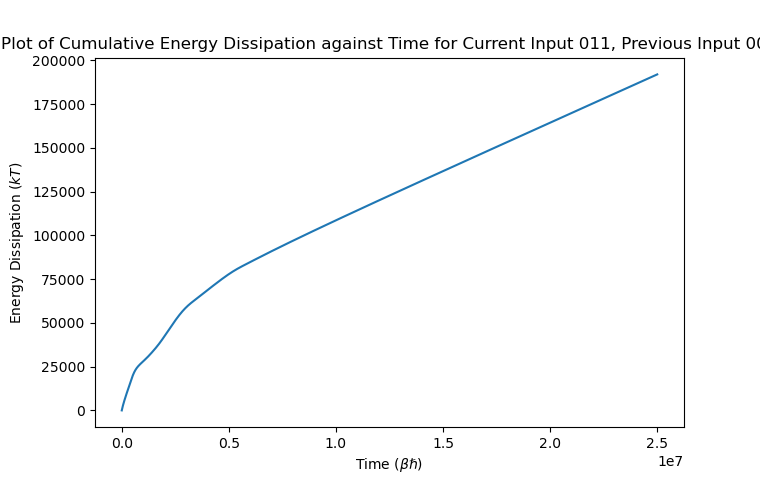 Plot of Cumulative Energy Dissipation against Time for Current Input 011, Previous Input 00
200000
175000
150000
125000
100000
75000
50000
25000
0
Energy Dissipation (kT)
0.0 0.5 1.0 1.5 2.0 2.5
1e7
Time (βℏ)